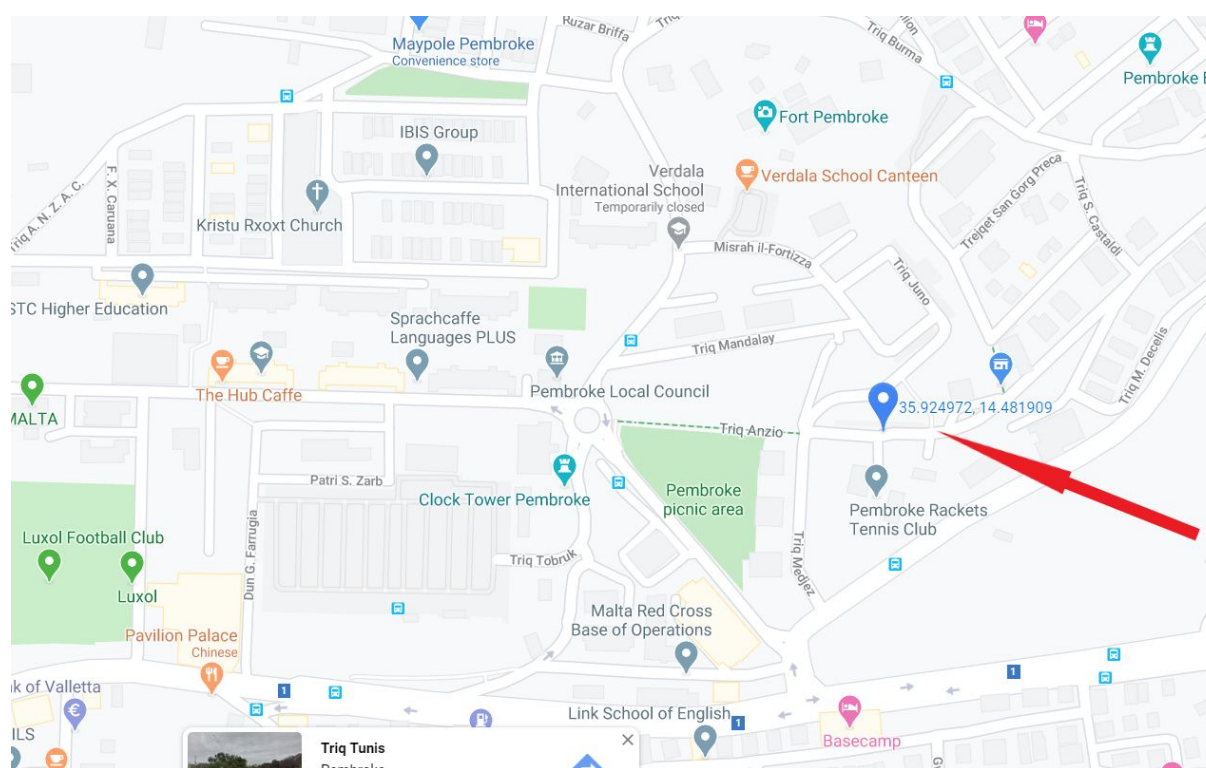 Ruzar Briffa
Triq Burma
Maypole Pembroke
Convenience store
Fort Pembroke
IBIS Group
Verdala
International School
Temporarily closed
Verdala School Canteen
Triq A. N. Z. A. C.
F. X. Caruana
Kristu Rxoxt Church
Misrah il-Fortizza
Trejqet San Gorg Preca
Triq S. Castaldi
Triq Juno
STC Higher Education
Sprachcaffe
Languages PLUS
Triq Mandalay
Triq M. Decelis
The Hub Caffe
Pembroke Local Council
35.924972, 14.481909
MALTA
Triq Anzio
Patri S. Zarb
Clock Tower Pembroke
Pembroke
picnic area
Pembroke Rackets
Tennis Club
Luxol Football Club
Luxol
Dun G. Farrugia
Triq Tobruk
Triq Medjez
Malta Red Cross
Base of Operations
Pavilion Palace
Chinese
1
1
k of Valletta
Link School of English
1
Basecamp
ILS
Triq Tunis
Pembroke